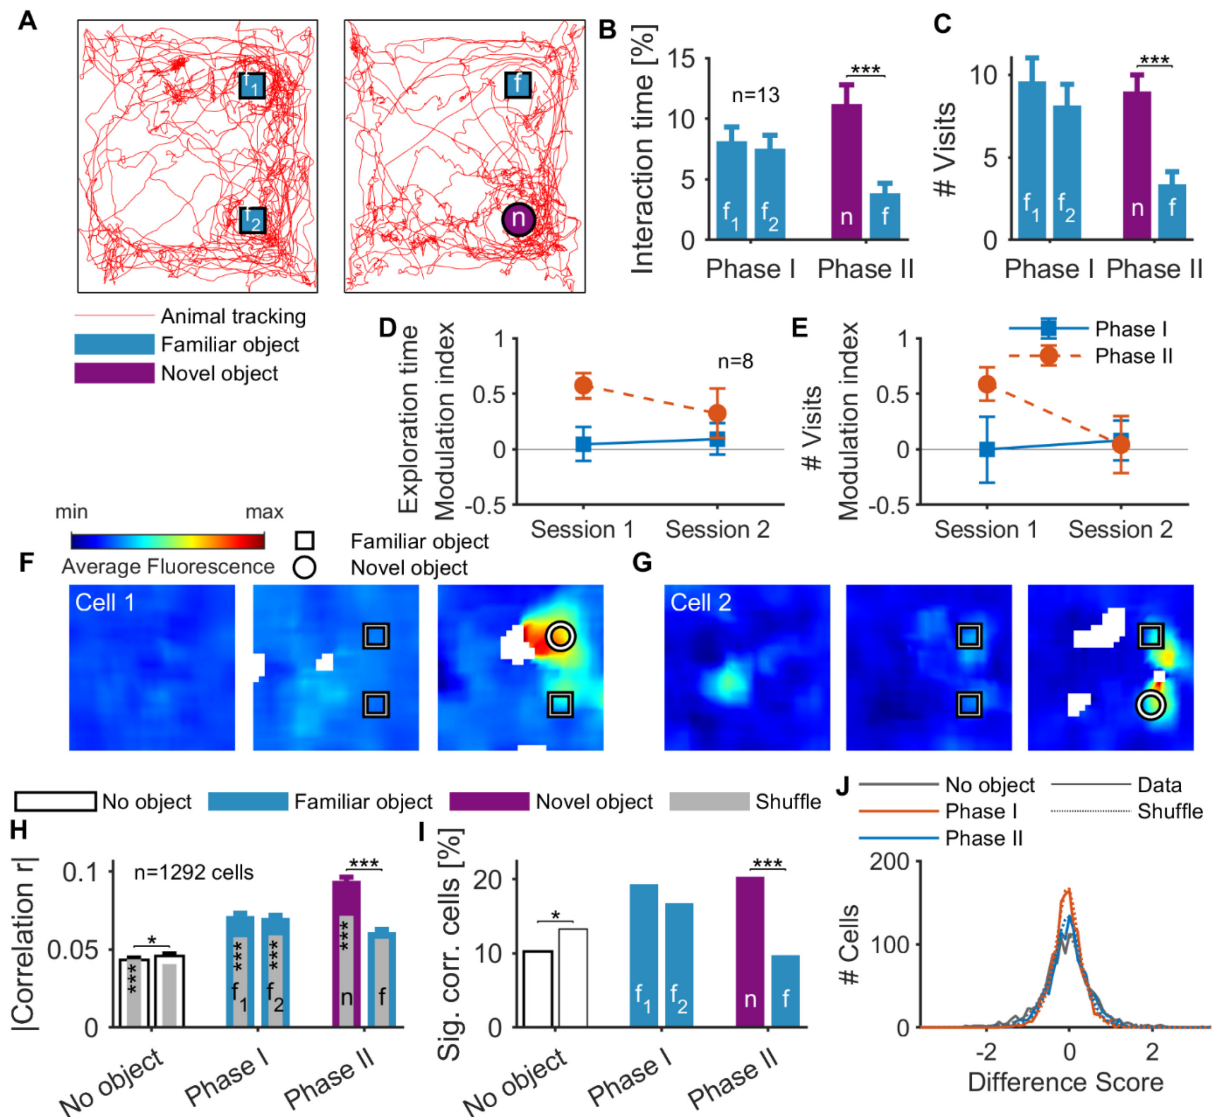 A
f1
f2
f
n
Animal tracking
Familiar object
Novel object
B
Interaction time [%]
15
10
5
0
n=13
***
f1
f2
n
f
Phase I
Phase II
C
# Visits
10
5
0
***
f1
f2
n
f
Phase I
Phase II
D
Exploration time
Modulation index
1
0.5
0
-0.5
n=8
Session 1
Session 2
E
# Visits
Modulation index
1
0.5
0
-0.5
Phase I
Phase II
Session 1
Session 2
min
max
Average Fluorescence
Familiar object
Novel object
F
Cell 1
G
Cell 2
No object
Familiar object
Novel object
Shuffle
H
|Correlation r|
0.1
0.05
0
n=1292 cells
*
***
***
***
***
***
f1
f2
n
f
No object
Phase I
Phase II
I
Sig. corr. cells [%]
20
10
0
*
***
f1
f2
n
f
No object
Phase I
Phase II
J
No object
Data
Phase I
Shuffle
Phase II
# Cells
200
100
0
-2
0
2
Difference Score